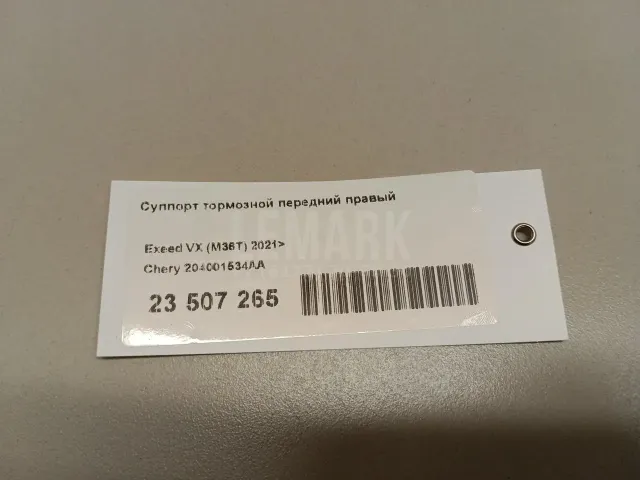 Суппорт тормозной передний правый
Exeed VX (M36T) 2021>
Chery 204001534AA
23 507 265